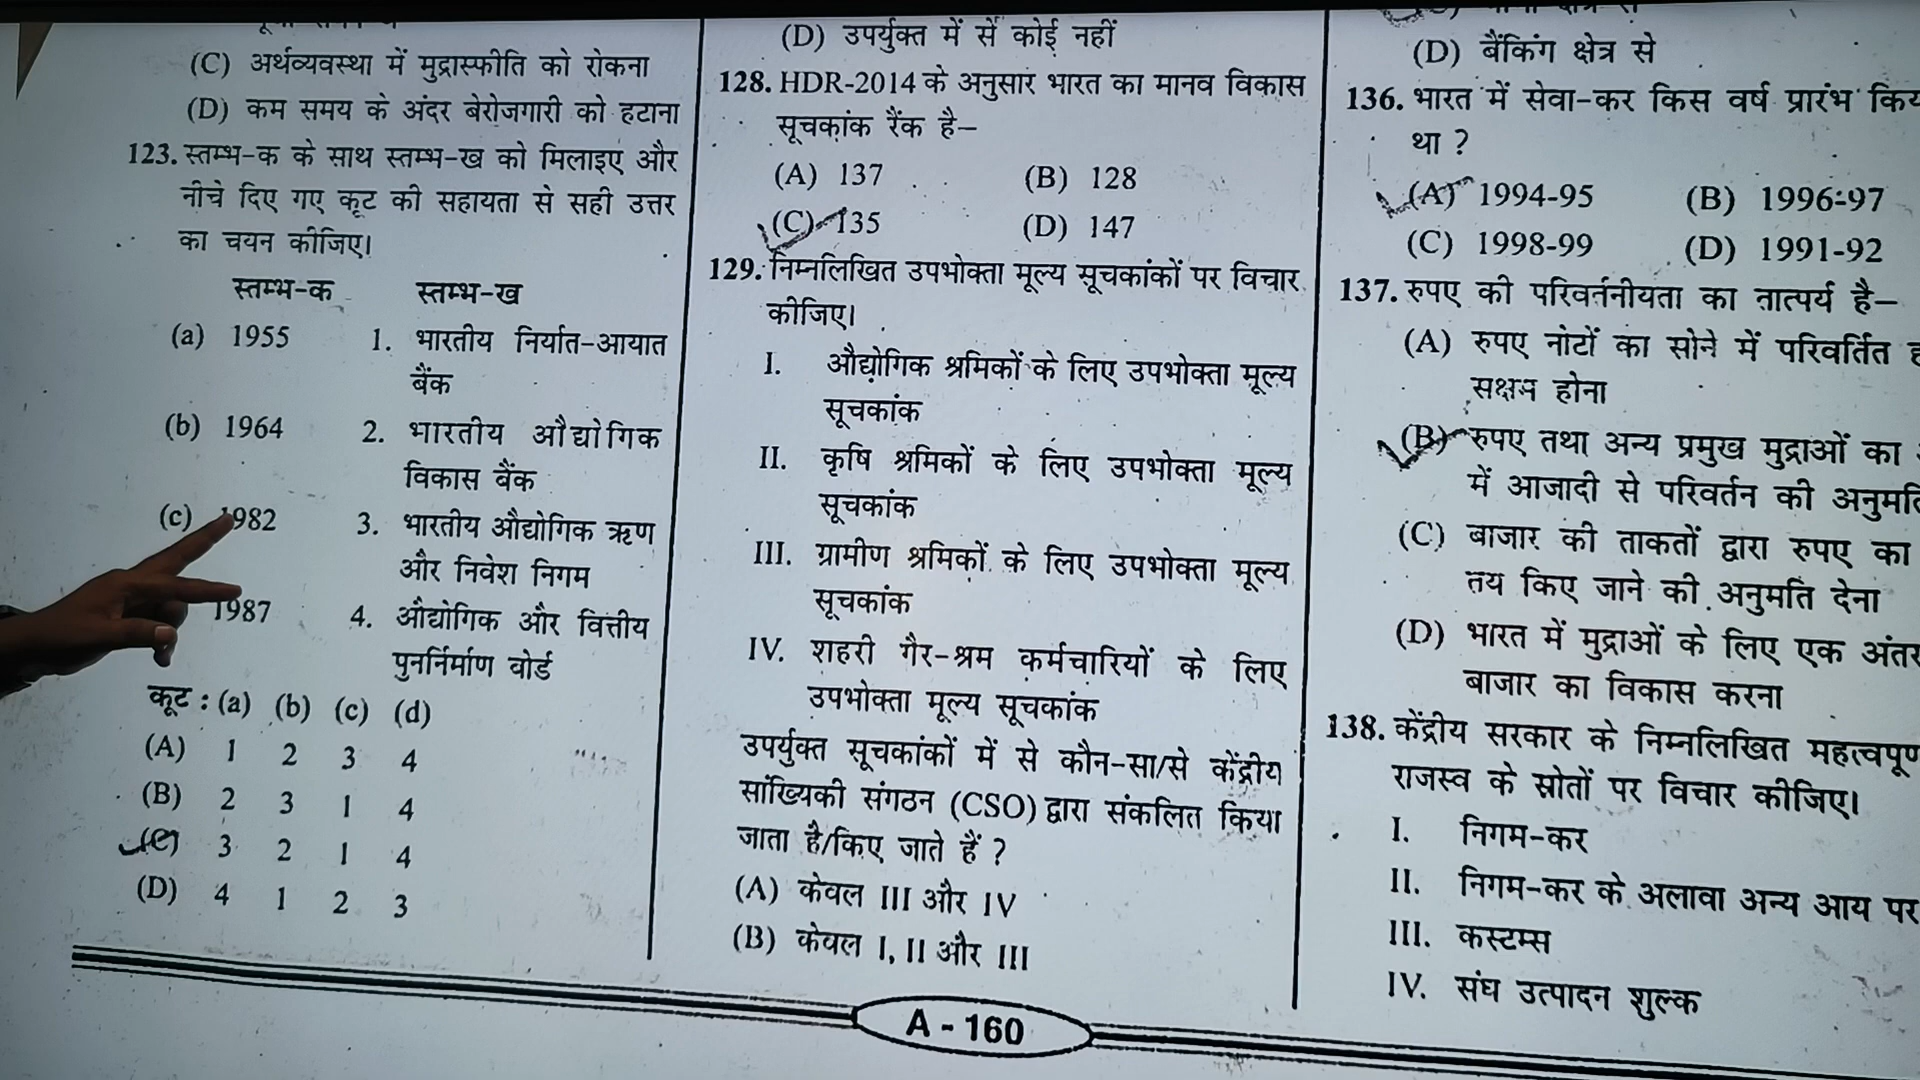 (C) अर्थव्यवस्था में मुद्रास्फीति को रोकना
(D) कम समय के अंदर बेरोजगारी को हटाना
123. स्तम्भ-क के साथ स्तम्भ-ख को मिलाइए और
नीचे दिए गए कूट की सहायता से सही उत्तर
का चयन कीजिए।
स्तम्भ-क स्तम्भ-ख
(a) 1955 1. भारतीय निर्यात-आयात
बैंक
(b) 1964 2. भारतीय औद्योगिक
विकास बैंक
(c) 1982 3. भारतीय औद्योगिक ऋण
और निवेश निगम
1987 4. औद्योगिक और वित्तीय
पुनर्निर्माण बोर्ड
कूट : (a) (b) (c) (d)
(A) 1 2 3 4
(B) 2 3 1 4
(C) 3 2 1 4
(D) 4 1 2 3
(D) उपर्युक्त में से कोई नहीं
128. HDR-2014 के अनुसार भारत का मानव विकास
सूचकांक रैंक है–
(A) 137 (B) 128
(C) 135 (D) 147
129. निम्नलिखित उपभोक्ता मूल्य सूचकांकों पर विचार
कीजिए।
I. औद्योगिक श्रमिकों के लिए उपभोक्ता मूल्य
सूचकांक
II. कृषि श्रमिकों के लिए उपभोक्ता मूल्य
सूचकांक
III. ग्रामीण श्रमिकों के लिए उपभोक्ता मूल्य
सूचकांक
IV. शहरी गैर-श्रम कर्मचारियों के लिए
उपभोक्ता मूल्य सूचकांक
उपर्युक्त सूचकांकों में से कौन-सा/से केंद्रीय
सांख्यिकी संगठन (CSO) द्वारा संकलित किया
जाता है/किए जाते हैं ?
(A) केवल III और IV
(B) केवल I, II और III
(D) बैंकिंग क्षेत्र से
136. भारत में सेवा-कर किस वर्ष प्रारंभ
था ?
(A) 1994-95 (B) 1996-97
(C) 1998-99 (D) 1991-92
137. रुपए की परिवर्तनीयता का तात्पर्य है–
(A) रुपए नोटों का सोने में परिवर्तित
सक्षम होना
(B) रुपए तथा अन्य प्रमुख मुद्राओं का
में आजादी से परिवर्तन की
(C) बाजार की ताकतों द्वारा रुपए का
तय किए जाने की अनुमति देना
(D) भारत में मुद्राओं के लिए एक
बाजार का विकास करना
138. केंद्रीय सरकार के निम्नलिखित
राजस्व के स्रोतों पर विचार कीजिए।
I. निगम-कर
II. निगम-कर के अलावा अन्य आय पर
III. कस्टम्स
IV. संघ उत्पादन शुल्क
A - 160